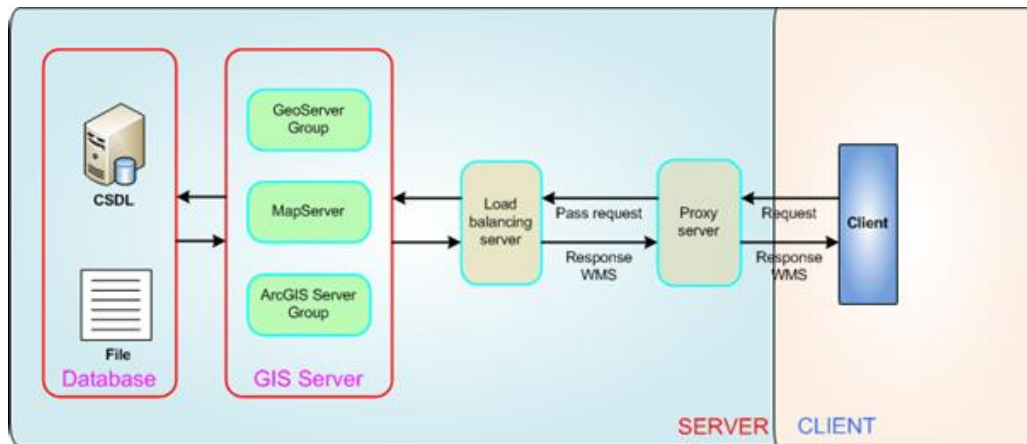 CSDL
File
Database
GeoServer
Group
MapServer
ArcGIS Server
Group
GIS Server
Load
balancing
server
Pass request
Response
WMS
Proxy
server
Request
Response
WMS
Client
SERVER
CLIENT